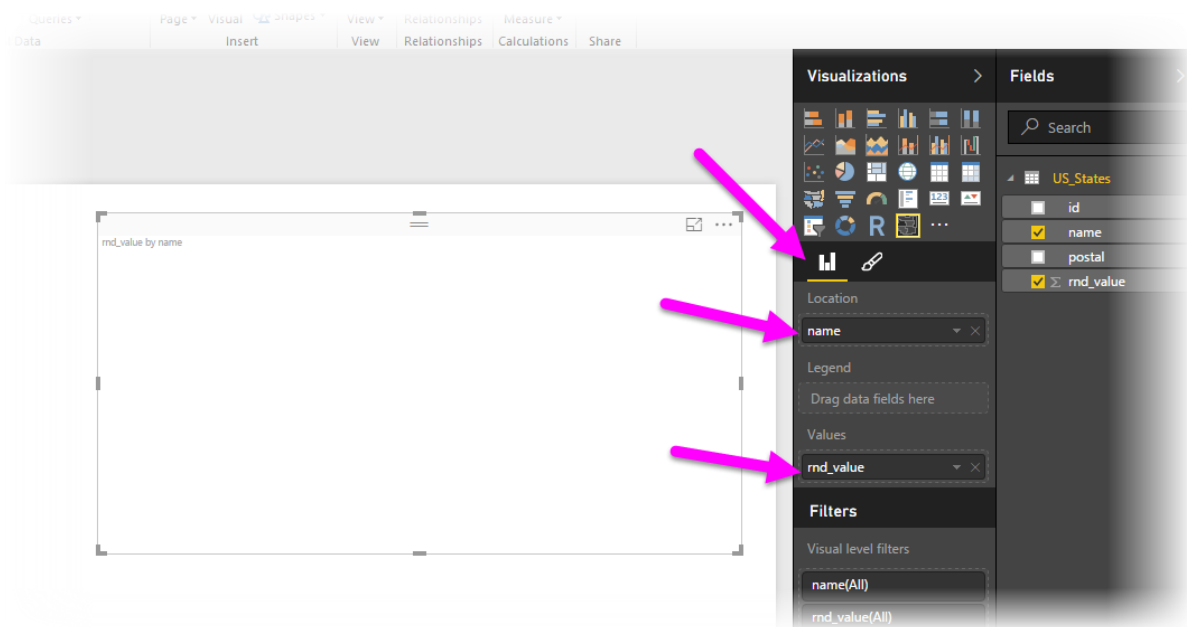 Queries
Page Visual Shapes View Relationships Measure
Data Insert View Relationships Calculations Share
Visualizations
Fields
Search
US_States
id
name
postal
Σ rnd_value
R
123
rnd_value by name
Location
name
Legend
Drag data fields here
Values
rnd_value
Filters
Visual level filters
name(All)
rnd_value(All)